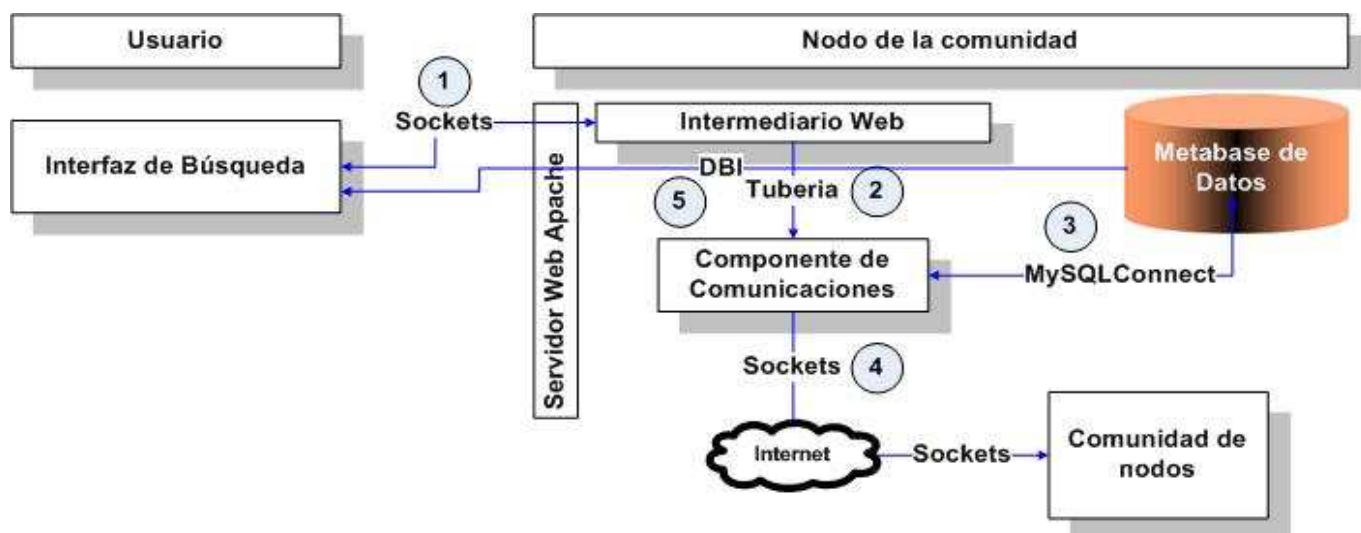 Usuario
Nodo de la comunidad
1
Sockets
Intermediario Web
Interfaz de Búsqueda
Servidor Web Apache
DBI
Tuberia
2
5
Metabase de
Datos
3
MySQLConnect
Componente de
Comunicaciones
Sockets
4
Internet
Sockets
Comunidad de
nodos